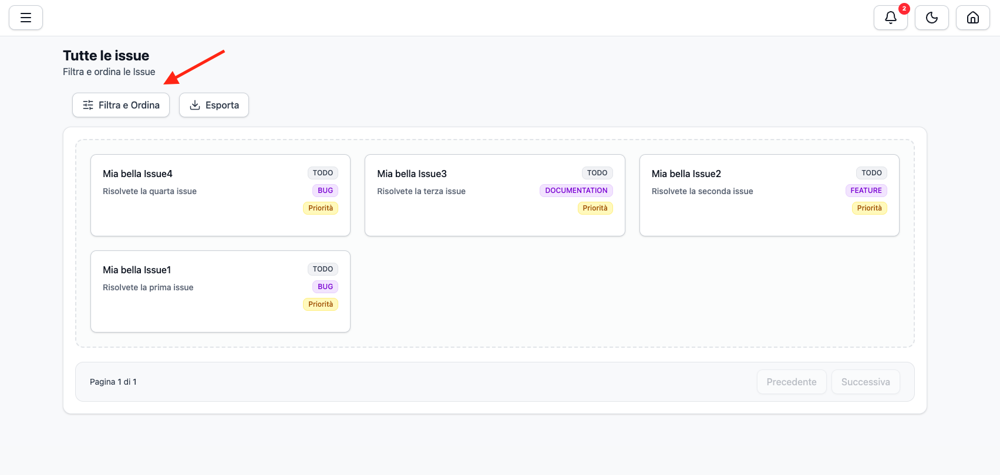 2
Tutte le issue
Filtra e ordina le Issue
Filtra e Ordina
Esporta
Mia bella Issue4
TODO
Risolvete la quarta issue
BUG
Priorità
Mia bella Issue3
TODO
Risolvete la terza issue
DOCUMENTATION
Priorità
Mia bella Issue2
TODO
Risolvete la seconda issue
FEATURE
Priorità
Mia bella Issue1
TODO
Risolvete la prima issue
BUG
Priorità
Pagina 1 di 1
Precedente
Successiva